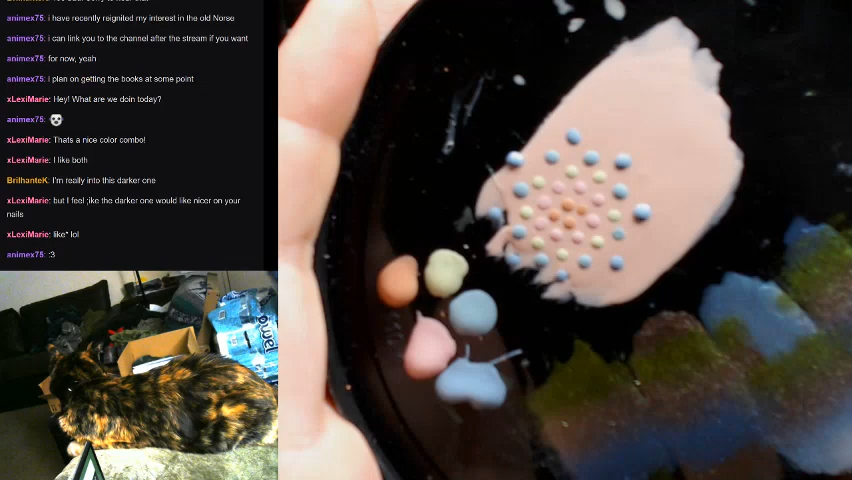 animex75: i have recently reignited my interest in the old Norse
animex75: i can link you to the channel after the stream if you want
animex75: for now, yeah
animex75: i plan on getting the books at some point
xLexiMarie: Hey! What are we doin today?
animex75:
xLexiMarie: Thats a nice color combo!
xLexiMarie: I like both
BrilhanteK: I'm really into this darker one
xLexiMarie: but I feel ;ike the darker one would like nicer on your
nails
xLexiMarie: like* lol
animex75: :3